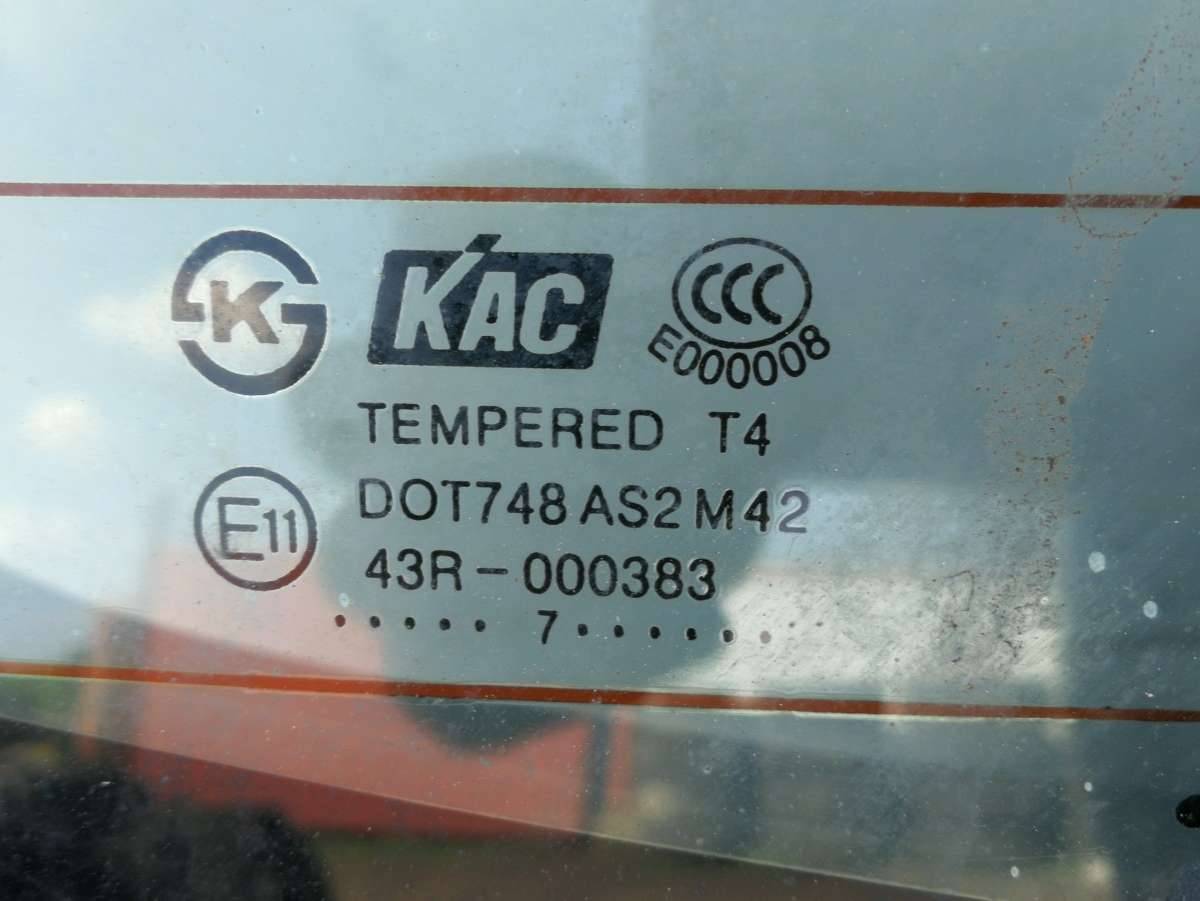 K KAC CCC
E000008
TEMPERED T4
E11 DOT748 AS2 M42
43R-000383
..... 7.......